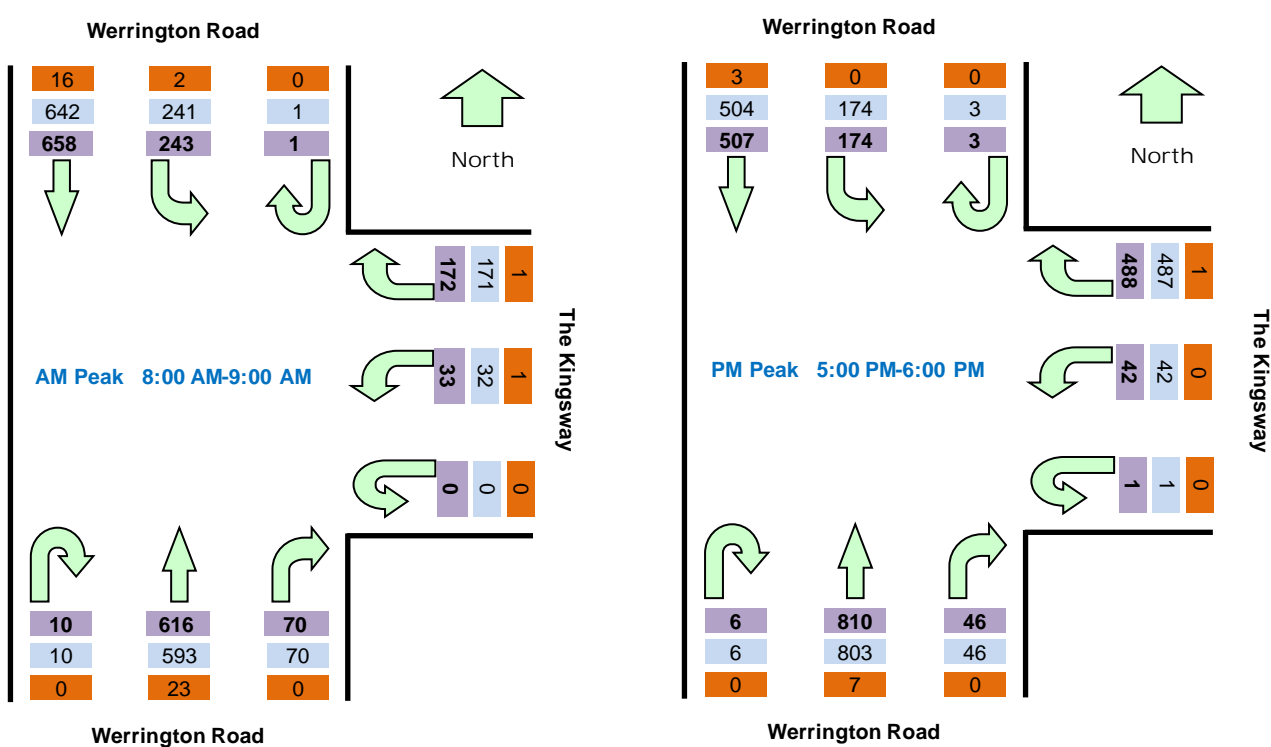 Werrington Road
16 2 0
642 241 1
658 243 1
North
172 171 1
33 32 1
0 0 0
The Kingsway
AM Peak 8:00 AM-9:00 AM
10 616 70
10 593 70
0 23 0
Werrington Road
Werrington Road
3 0 0
504 174 3
507 174 3
North
488 487 1
42 42 0
1 1 0
The Kingsway
PM Peak 5:00 PM-6:00 PM
6 810 46
6 803 46
0 7 0
Werrington Road